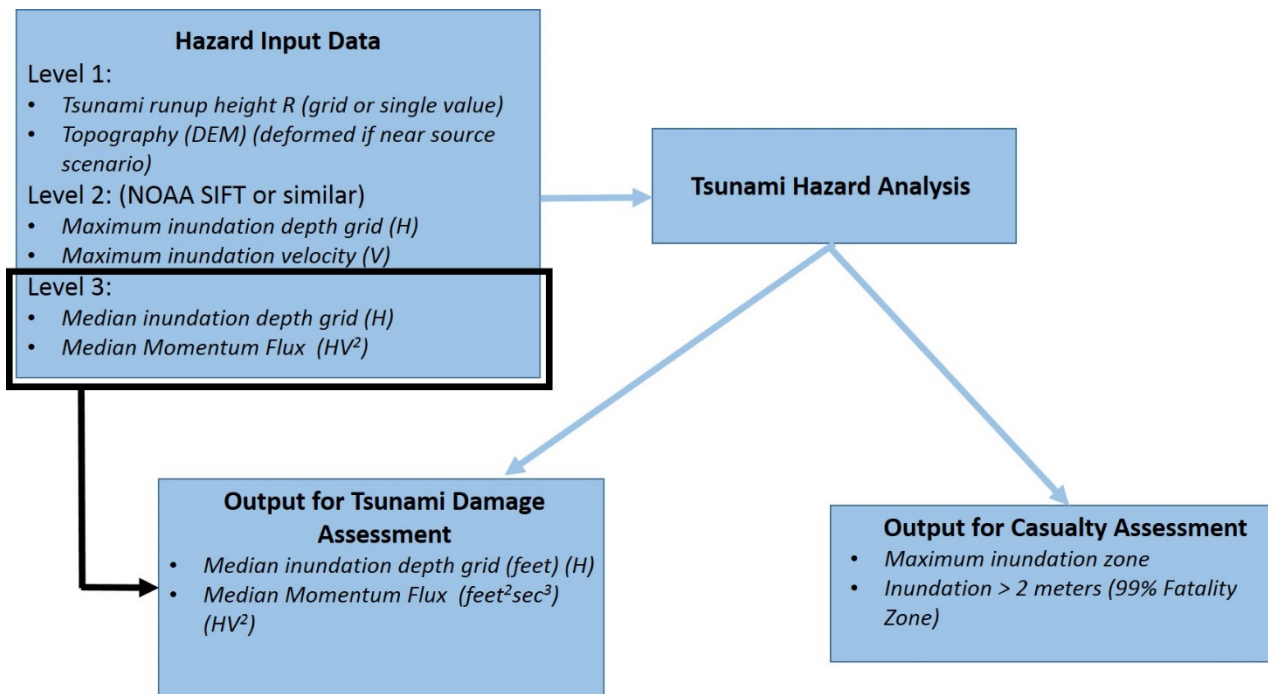 Hazard Input Data
Level 1:
• Tsunami runup height R (grid or single value)
• Topography (DEM) (deformed if near source
scenario)
Level 2: (NOAA SIFT or similar)
• Maximum inundation depth grid (H)
• Maximum inundation velocity (V)
Level 3:
• Median inundation depth grid (H)
• Median Momentum Flux (HV²)
Tsunami Hazard Analysis
Output for Tsunami Damage
Assessment
• Median inundation depth grid (feet) (H)
• Median Momentum Flux (feet²sec³)
(HV²)
Output for Casualty Assessment
• Maximum inundation zone
• Inundation > 2 meters (99% Fatality
Zone)